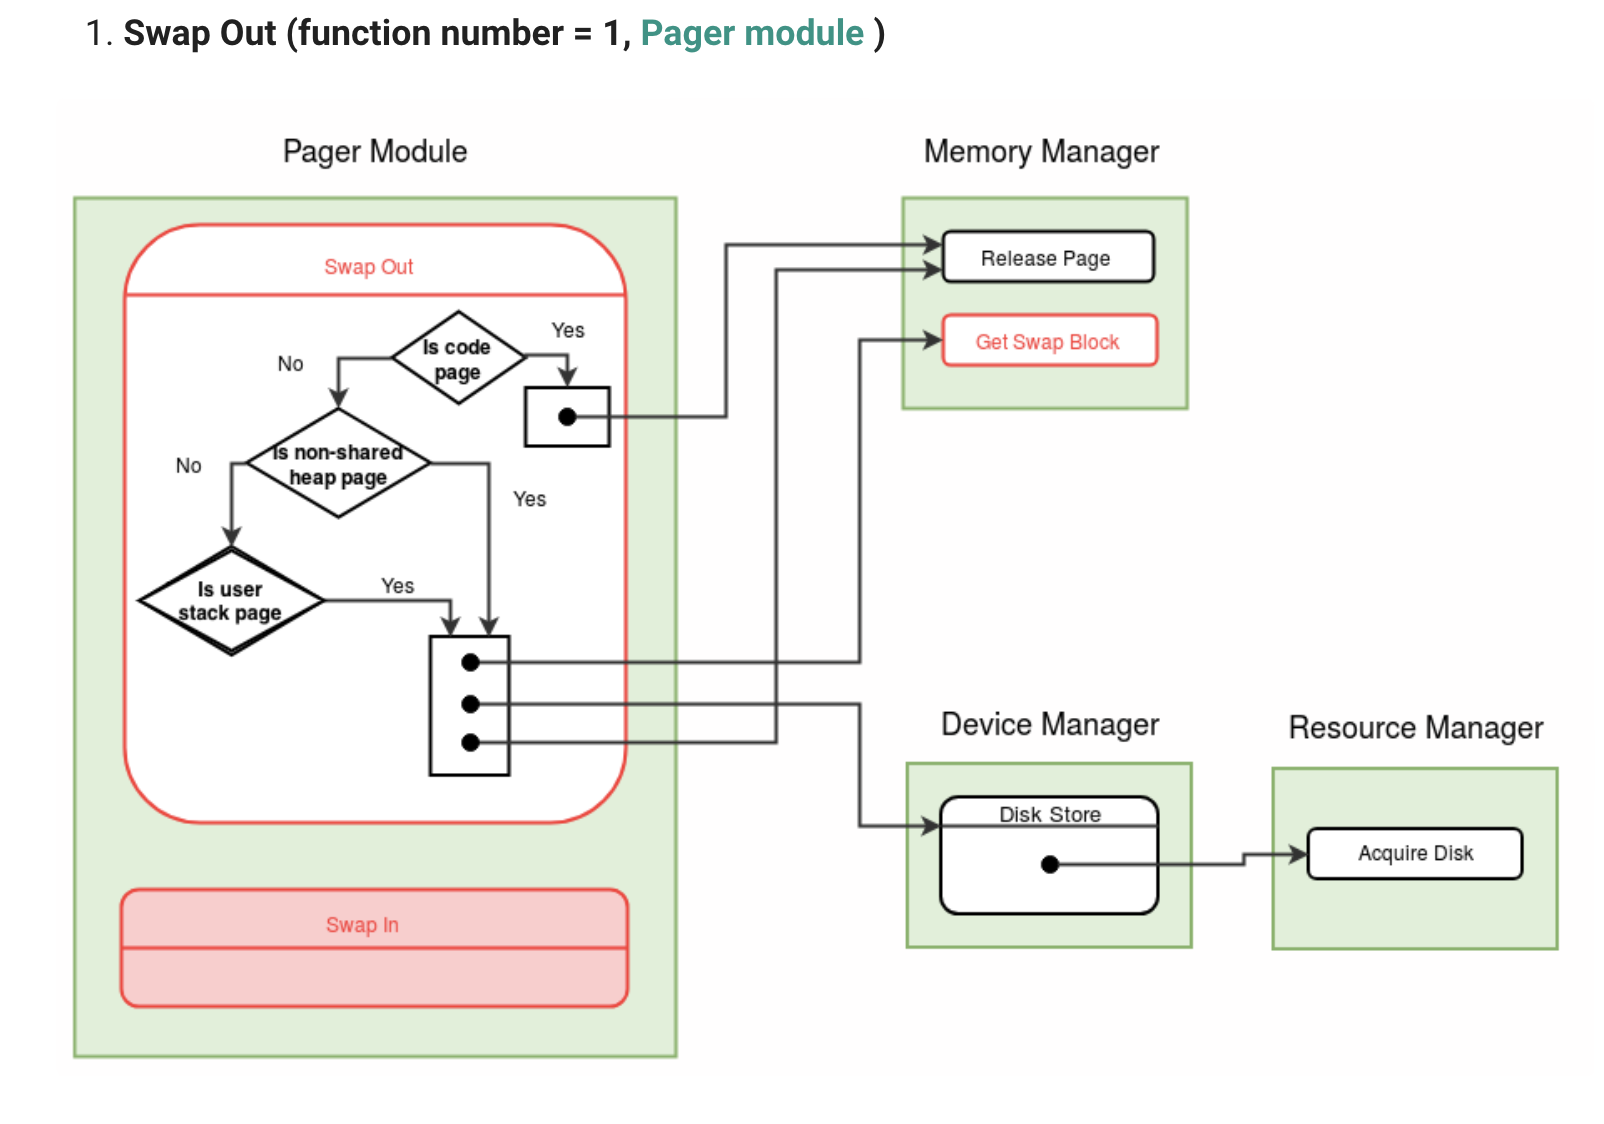 1. Swap Out (function number = 1, Pager module )
Pager Module
Memory Manager
Swap Out
Release Page
Get Swap Block
Is code
page
Yes
No
Is non-shared
heap page
No
Yes
Is user
stack page
Yes
Device Manager
Resource Manager
Disk Store
Acquire Disk
Swap In